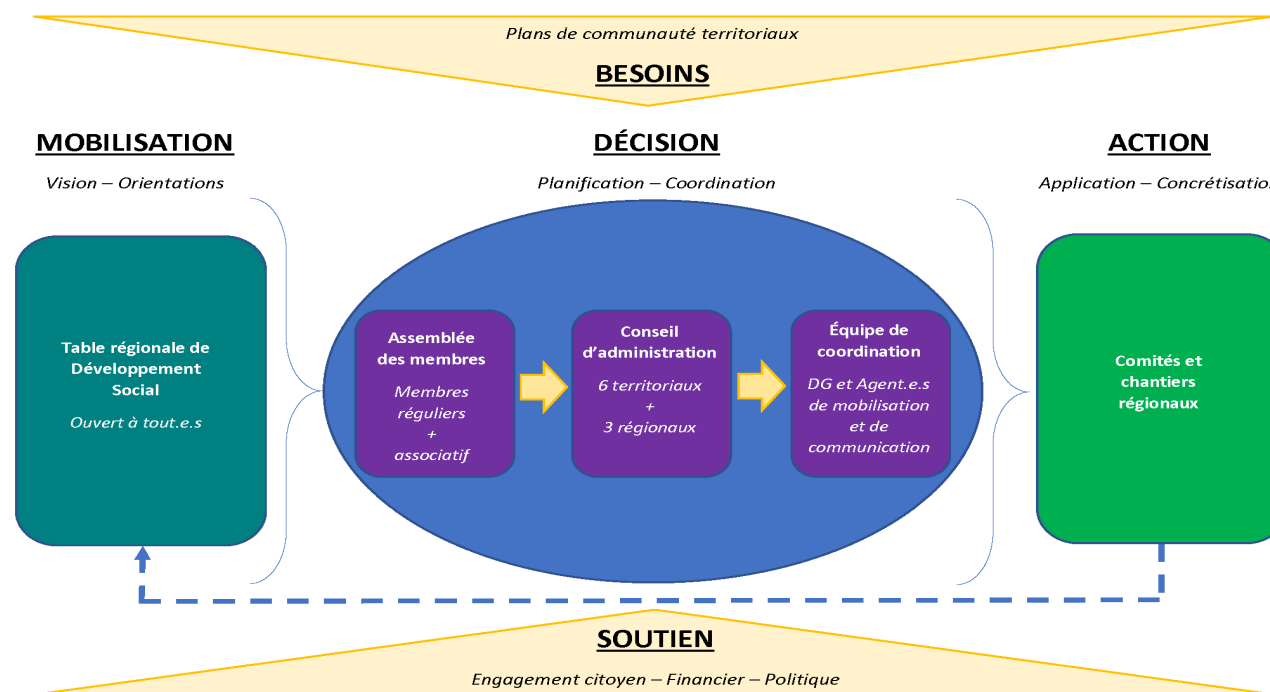 Plans de communauté territoriaux
BESOINS
MOBILISATION
Vision – Orientations
DÉCISION
Planification – Coordination
ACTION
Application – Concrétisatio
Table régionale de
Développement
Social
Ouvert à tout.e.s
Assemblée
des membres
Membres
réguliers
+
associatif
Conseil
d'administration
6 territoriaux
+
3 régionaux
Équipe de
coordination
DG et Agent.e.s
de mobilisation
et de
communication
Comités et
chantiers
régionaux
SOUTIEN
Engagement citoyen – Financier – Politique